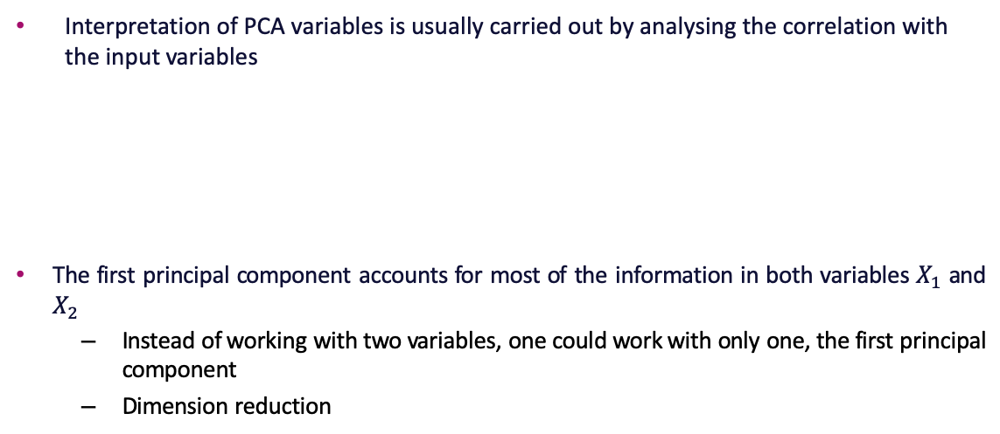 • Interpretation of PCA variables is usually carried out by analysing the correlation with
the input variables
• The first principal component accounts for most of the information in both variables X₁ and
X₂
– Instead of working with two variables, one could work with only one, the first principal
component
– Dimension reduction